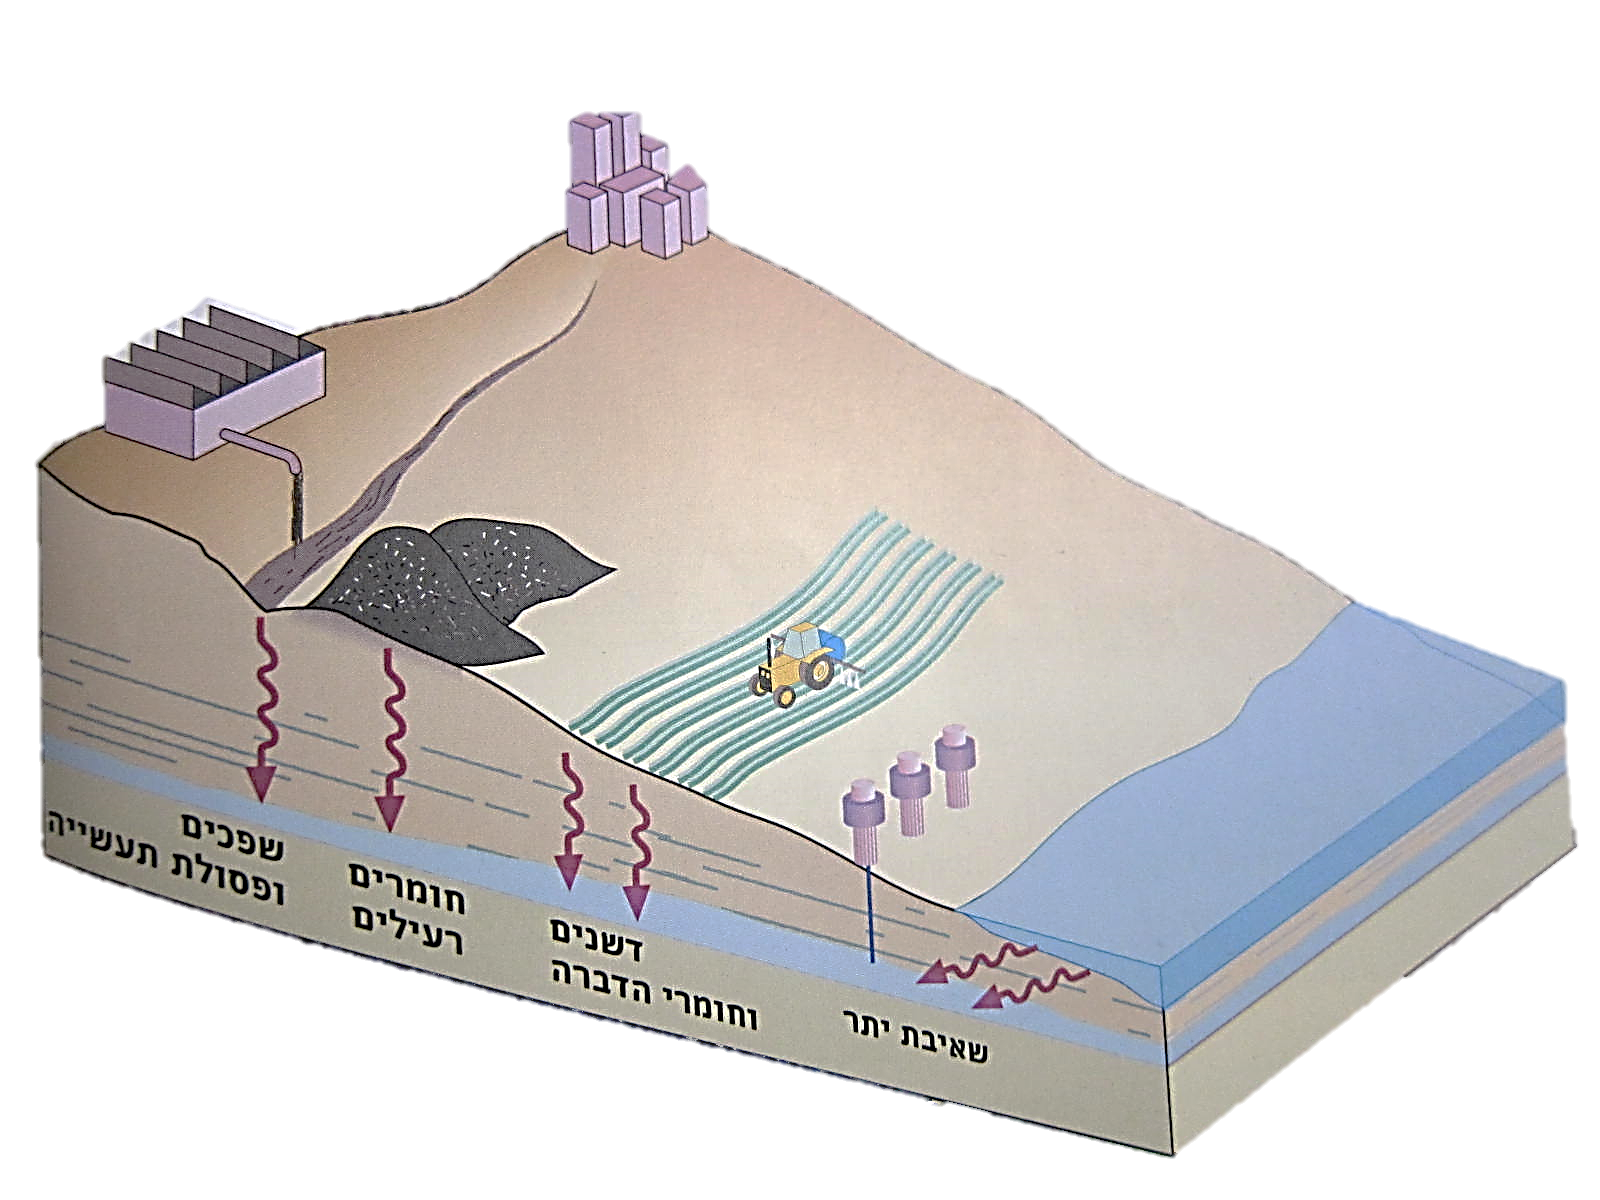 שפכים
ופסולת תעשייה
חומרים
רעילים
דשנים
וחומרי הדברה
שאיבת יתר